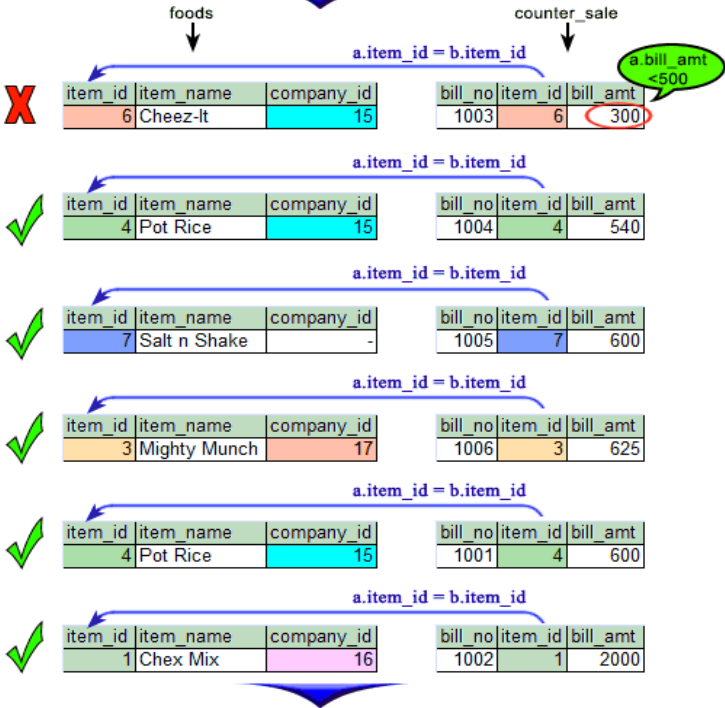 foods counter_sale
a.item_id = b.item_id
a.bill_amt
<500
item_id item_name company_id bill_no item_id bill_amt
6 Cheez-It 15 1003 6 300
a.item_id = b.item_id
item_id item_name company_id bill_no item_id bill_amt
4 Pot Rice 15 1004 4 540
a.item_id = b.item_id
item_id item_name company_id bill_no item_id bill_amt
7 Salt n Shake - 1005 7 600
a.item_id = b.item_id
item_id item_name company_id bill_no item_id bill_amt
3 Mighty Munch 17 1006 3 625
a.item_id = b.item_id
item_id item_name company_id bill_no item_id bill_amt
4 Pot Rice 15 1001 4 600
a.item_id = b.item_id
item_id item_name company_id bill_no item_id bill_amt
1 Chex Mix 16 1002 1 2000